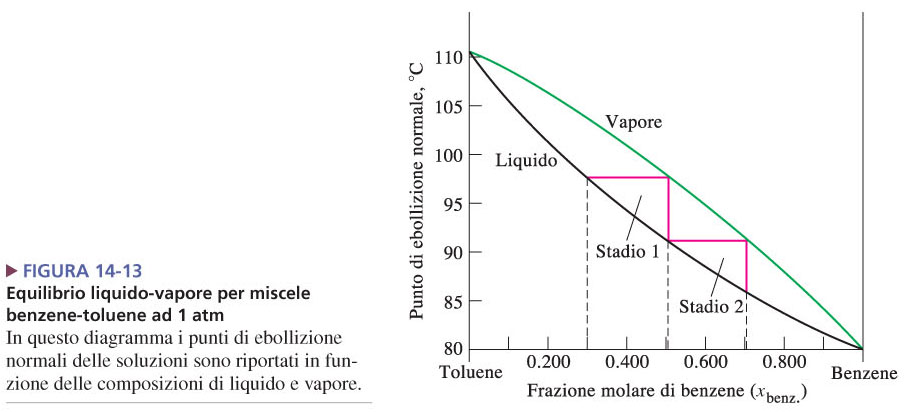 ▶ FIGURA 14-13
Equilibrio liquido-vapore per miscele
benzene-toluene ad 1 atm
In questo diagramma i punti di ebollizione
normali delle soluzioni sono riportati in fun-
zione delle composizioni di liquido e vapore.
Punto di ebollizione normale, °C
110
105
100
95
90
85
80
Vapore
Liquido
Stadio 1
Stadio 2
0.200 0.400 0.600 0.800
Toluene
Benzene
Frazione molare di benzene (x_benz.)